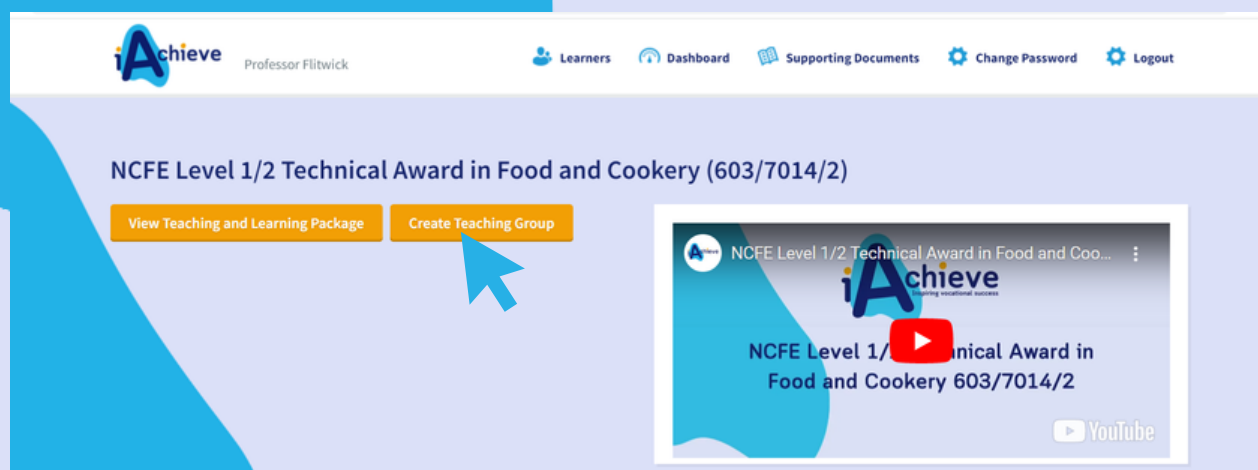 iAchieve
Professor Flitwick
Learners
Dashboard
Supporting Documents
Change Password
Logout
NCFE Level 1/2 Technical Award in Food and Cookery (603/7014/2)
View Teaching and Learning Package
Create Teaching Group
Achieve
NCFE Level 1/2 Technical Award in Food and Coo...
iAchieve
Inspiring vocational success
NCFE Level 1/ nical Award in
Food and Cookery 603/7014/2
YouTube